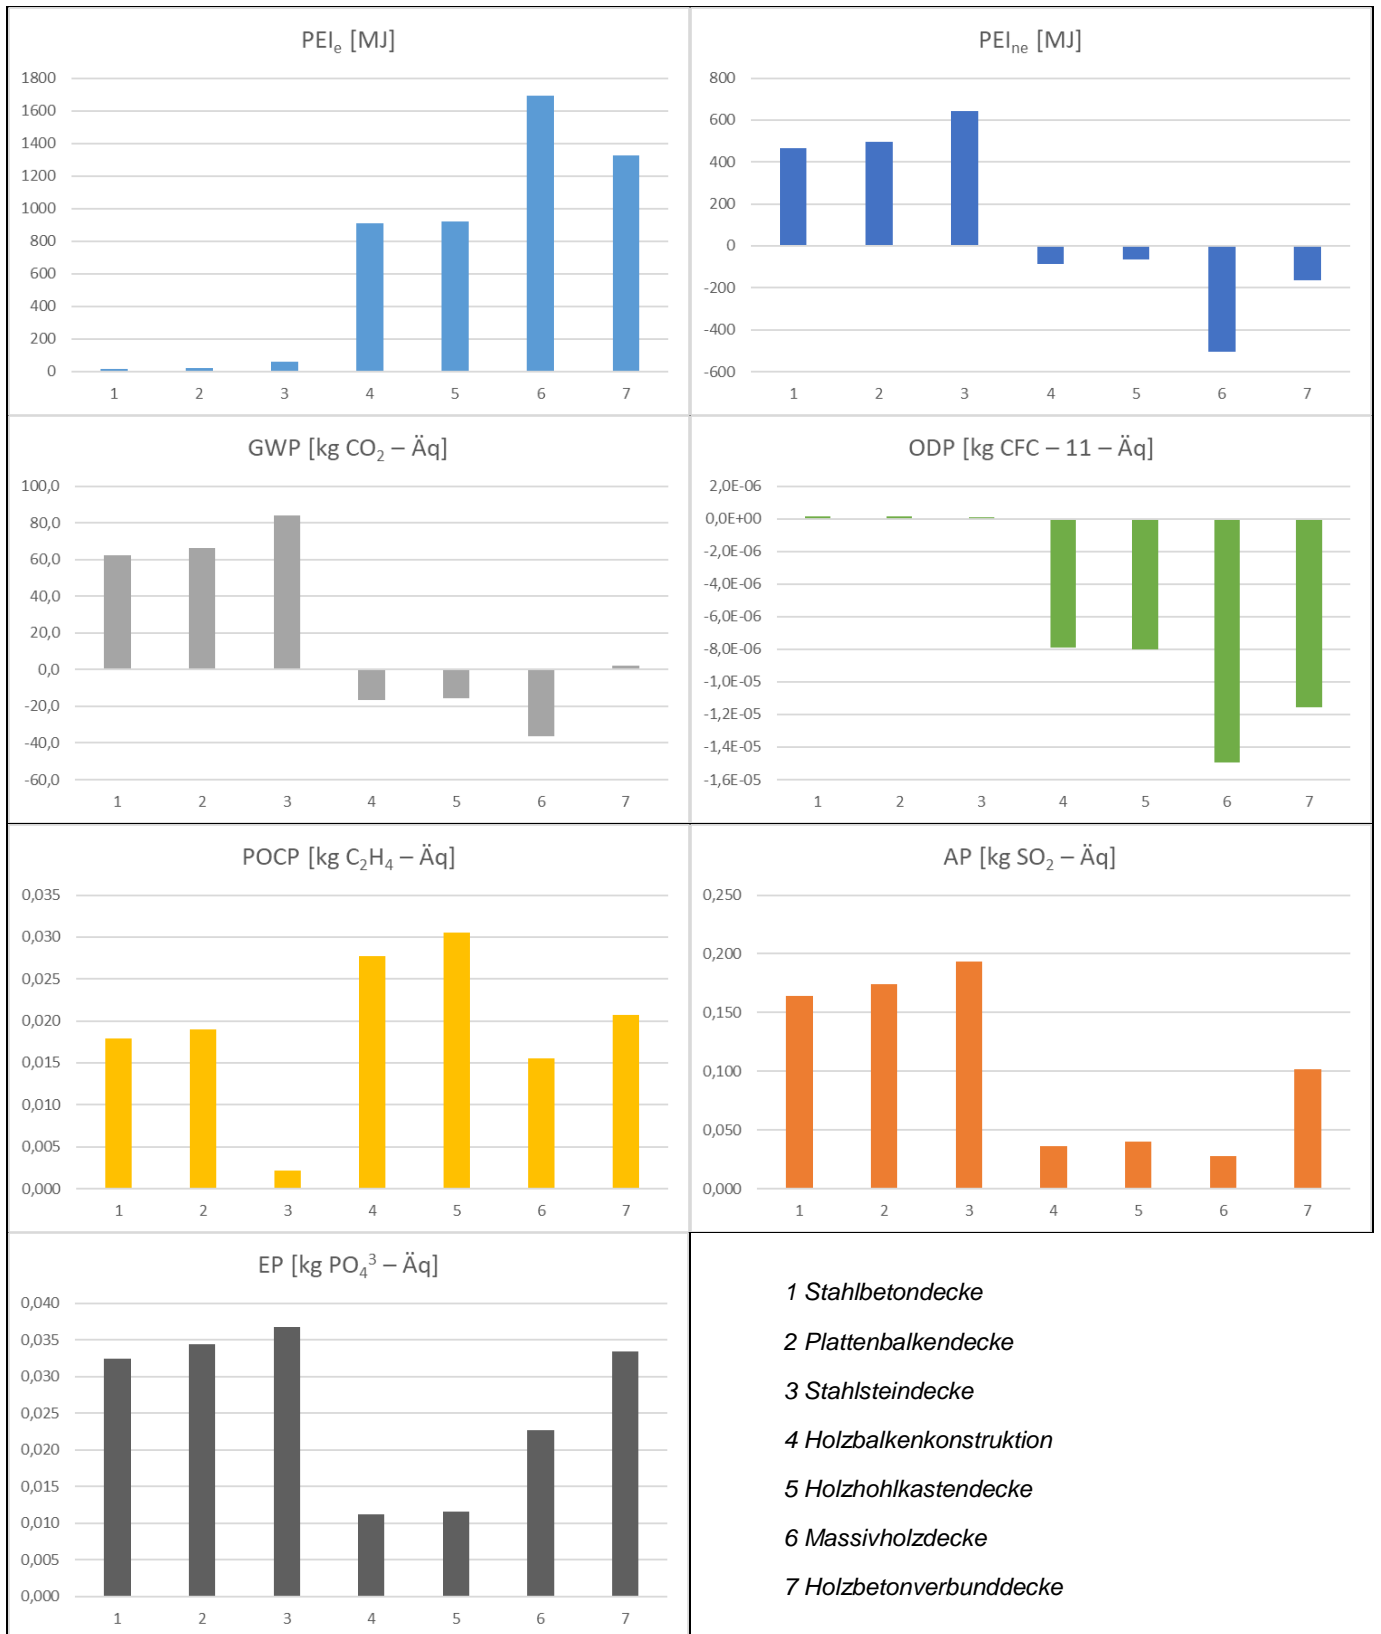 PEIe [MJ]
1800
1600
1400
1200
1000
800
600
400
200
0
1 2 3 4 5 6 7
PEIne [MJ]
800
600
400
200
0
-200
-400
-600
1 2 3 4 5 6 7
GWP [kg CO2 – Äq]
100,0
80,0
60,0
40,0
20,0
0,0
-20,0
-40,0
-60,0
1 2 3 4 5 6 7
ODP [kg CFC – 11 – Äq]
2,0E-06
0,0E+00
-2,0E-06
-4,0E-06
-6,0E-06
-8,0E-06
-1,0E-05
-1,2E-05
-1,4E-05
-1,6E-05
1 2 3 4 5 6 7
POCP [kg C2H4 – Äq]
0,035
0,030
0,025
0,020
0,015
0,010
0,005
0,000
1 2 3 4 5 6 7
AP [kg SO2 – Äq]
0,250
0,200
0,150
0,100
0,050
0,000
1 2 3 4 5 6 7
EP [kg PO4³ – Äq]
0,040
0,035
0,030
0,025
0,020
0,015
0,010
0,005
0,000
1 2 3 4 5 6 7
1 Stahlbetondecke
2 Plattenbalkendecke
3 Stahlsteindecke
4 Holzbalkenkonstruktion
5 Holzhohlkastendecke
6 Massivholzdecke
7 Holzbetonverbunddecke